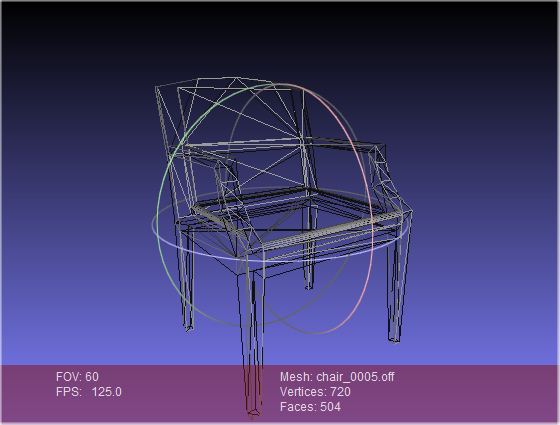 FOV: 60
FPS: 125.0
Mesh: chair_0005.off
Vertices: 720
Faces: 504